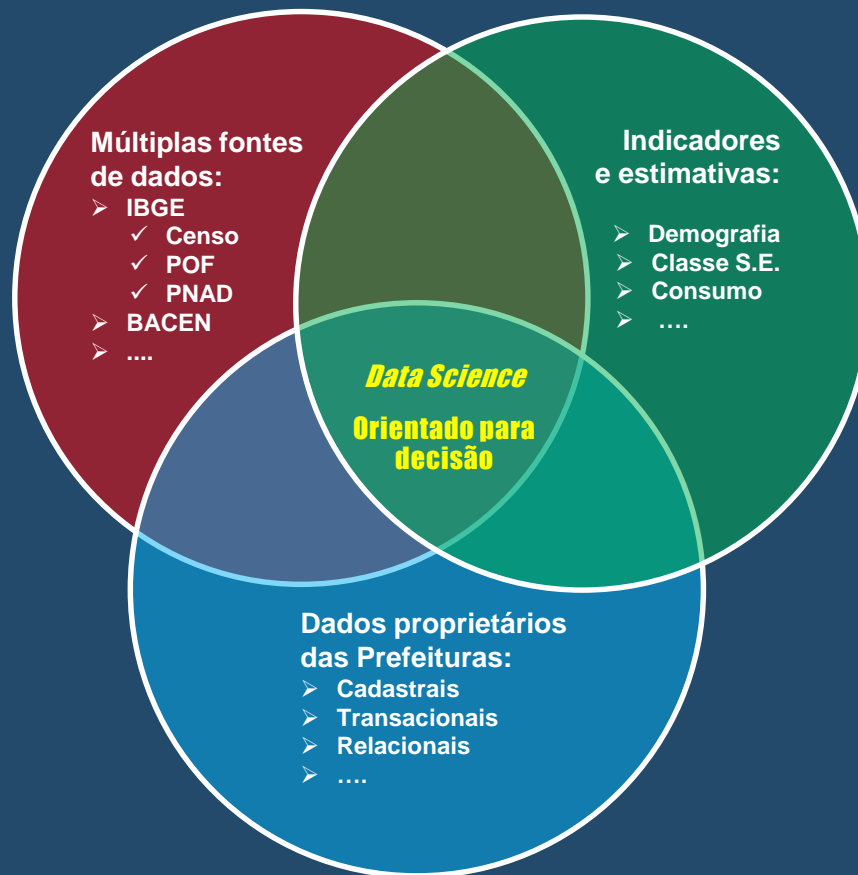 Múltiplas fontes
de dados:
➢ IBGE
✓ Censo
✓ POF
✓ PNAD
➢ BACEN
➢ ....
Indicadores
e estimativas:
➢ Demografia
➢ Classe S.E.
➢ Consumo
➢ ....
Data Science
Orientado para
decisão
Dados proprietários
das Prefeituras:
➢ Cadastrais
➢ Transacionais
➢ Relacionais
➢ ....